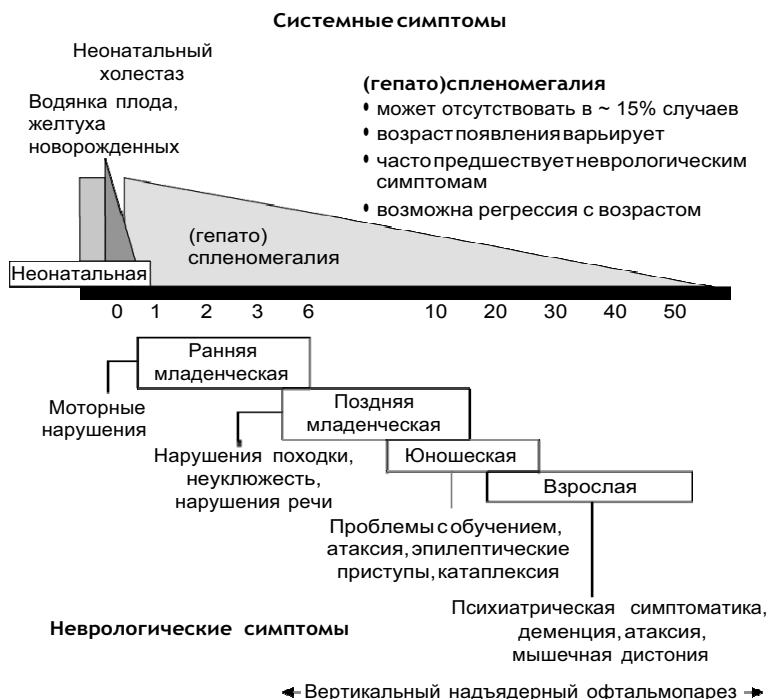 Системные симптомы
Неонатальный
холестаз
Водянка плода,
желтуха
новорожденных
(гепато)спленомегалия
• может отсутствовать в ~ 15% случаев
• возраст появления варьирует
• часто предшествует неврологическим
симптомам
• возможна регрессия с возрастом
(гепато)
спленомегалия
Неонатальная
0 1 2 3 6 10 20 30 40 50
Ранняя
младенческая
Моторные
нарушения
Поздняя
младенческая
Нарушения походки,
неуклюжесть,
нарушения речи
Юношеская
Проблемы с обучением,
атаксия, эпилептические
приступы, катаплексия
Взрослая
Психиатрическая симптоматика,
деменция, атаксия,
мышечная дистония
Неврологические симптомы
Вертикальный надъядерный офтальмопарез